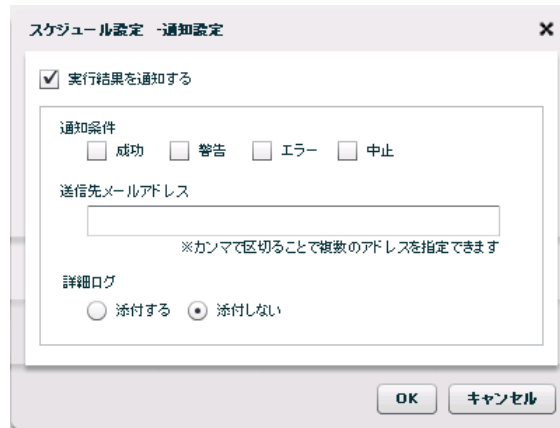 スケジュール設定 -通知設定
実行結果を通知する
通知条件
成功 警告 エラー 中止
送信先メールアドレス
※カンマで区切ることで複数のアドレスを指定できます
詳細ログ
添付する 添付しない
OK キャンセル